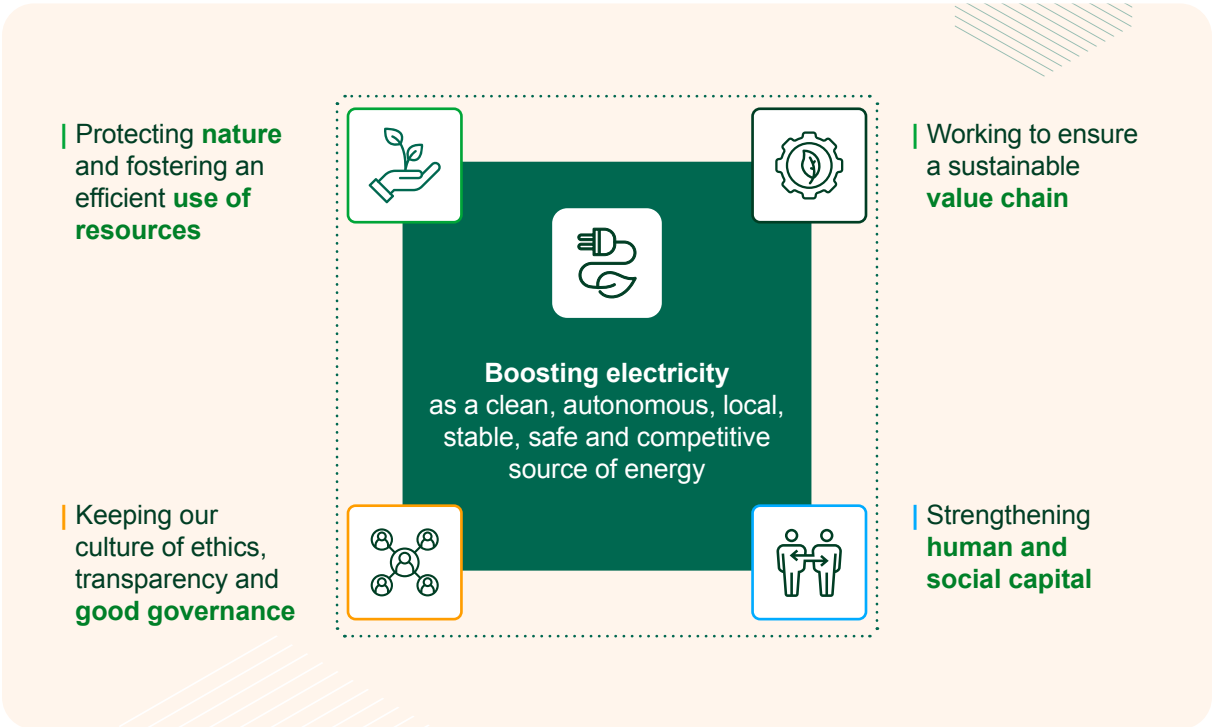 Protecting nature
and fostering an
efficient use of
resources
Working to ensure
a sustainable
value chain
Boosting electricity
as a clean, autonomous, local,
stable, safe and competitive
source of energy
Keeping our
culture of ethics,
transparency and
good governance
Strengthening
human and
social capital